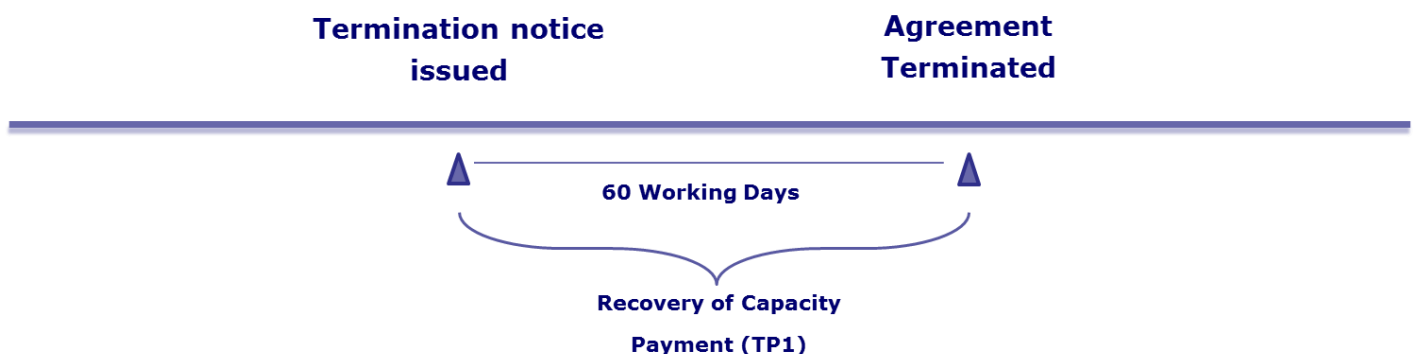 Termination notice
issued
Agreement
Terminated
60 Working Days
Recovery of Capacity
Payment (TP1)